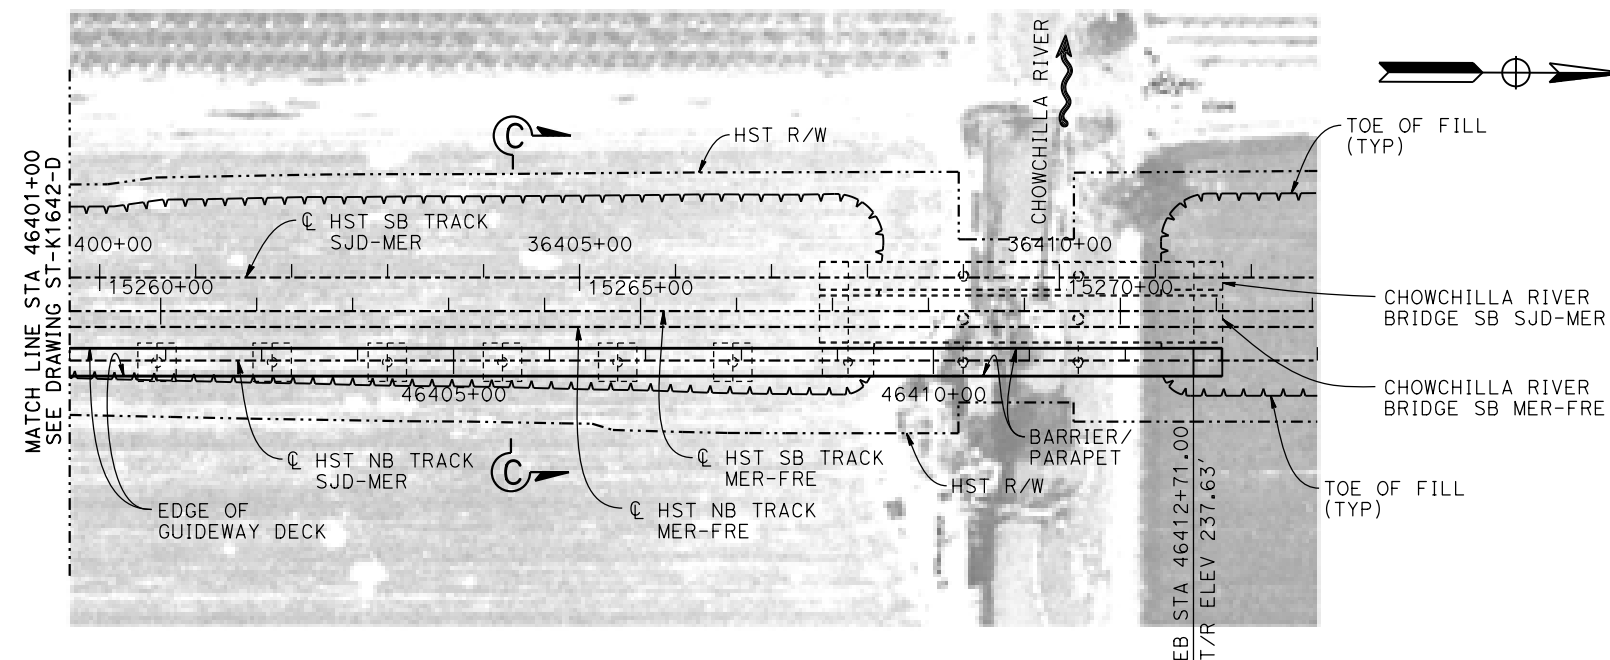 MATCH LINE STA 46401+00
SEE DRAWING ST-K1642-D
C
HST R/W
CHOWCHILLA RIVER
TOE OF FILL
(TYP)
℄ HST SB TRACK
SJD-MER
400+00
36405+00
36410+00
15260+00
15265+00
15270+00
CHOWCHILLA RIVER
BRIDGE SB SJD-MER
46405+00
46410+00
CHOWCHILLA RIVER
BRIDGE SB MER-FRE
℄ HST NB TRACK
SJD-MER
C
℄ HST SB TRACK
MER-FRE
BARRIER/
PARAPET
HST R/W
EDGE OF
GUIDEWAY DECK
℄ HST NB TRACK
MER-FRE
TOE OF FILL
(TYP)
EB STA 46412+71.00
T/R ELEV 237.63'